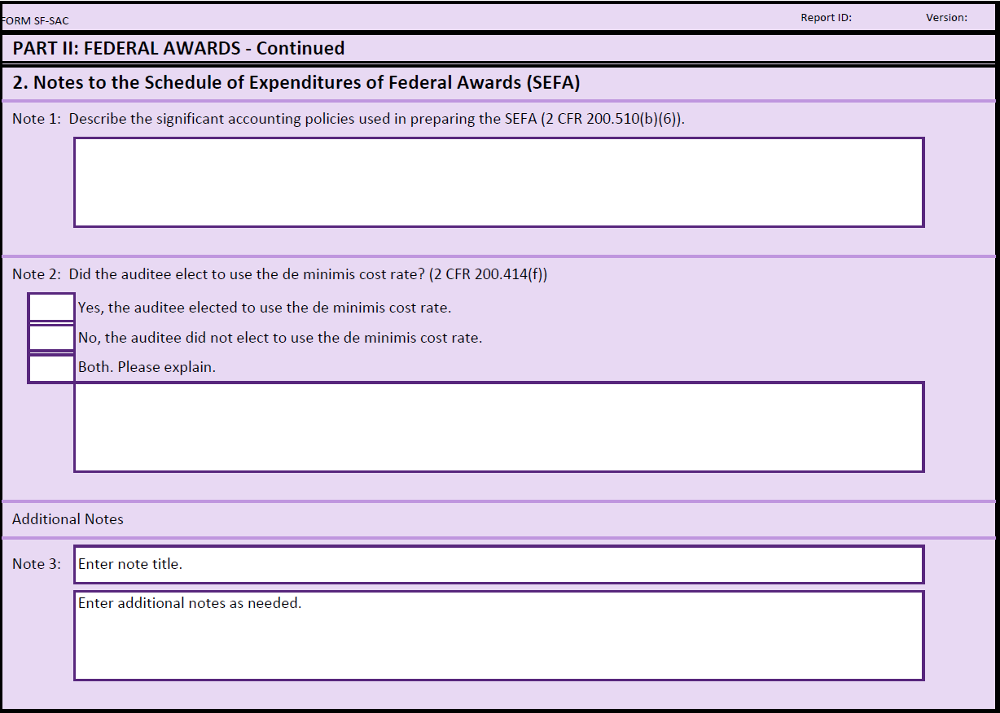 FORM SF-SAC Report ID: Version:
PART II: FEDERAL AWARDS - Continued
2. Notes to the Schedule of Expenditures of Federal Awards (SEFA)
Note 1: Describe the significant accounting policies used in preparing the SEFA (2 CFR 200.510(b)(6)).
Note 2: Did the auditee elect to use the de minimis cost rate? (2 CFR 200.414(f))
Yes, the auditee elected to use the de minimis cost rate.
No, the auditee did not elect to use the de minimis cost rate.
Both. Please explain.
Additional Notes
Note 3: Enter note title.
Enter additional notes as needed.